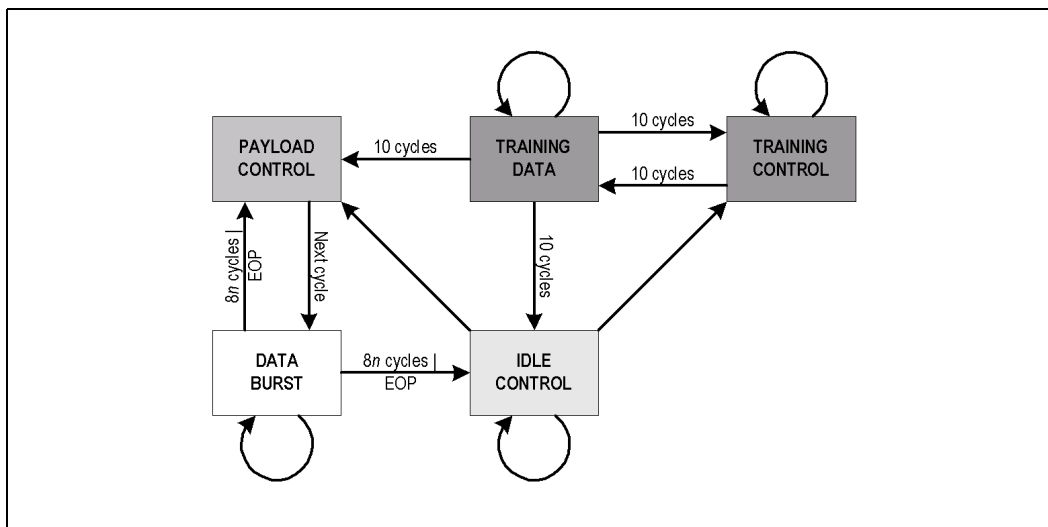 PAYLOAD
CONTROL
10 cycles
TRAINING
DATA
10 cycles
10 cycles
TRAINING
CONTROL
8n cycles |
EOP
Next cycle
10 cycles
DATA
BURST
8n cycles |
EOP
IDLE
CONTROL